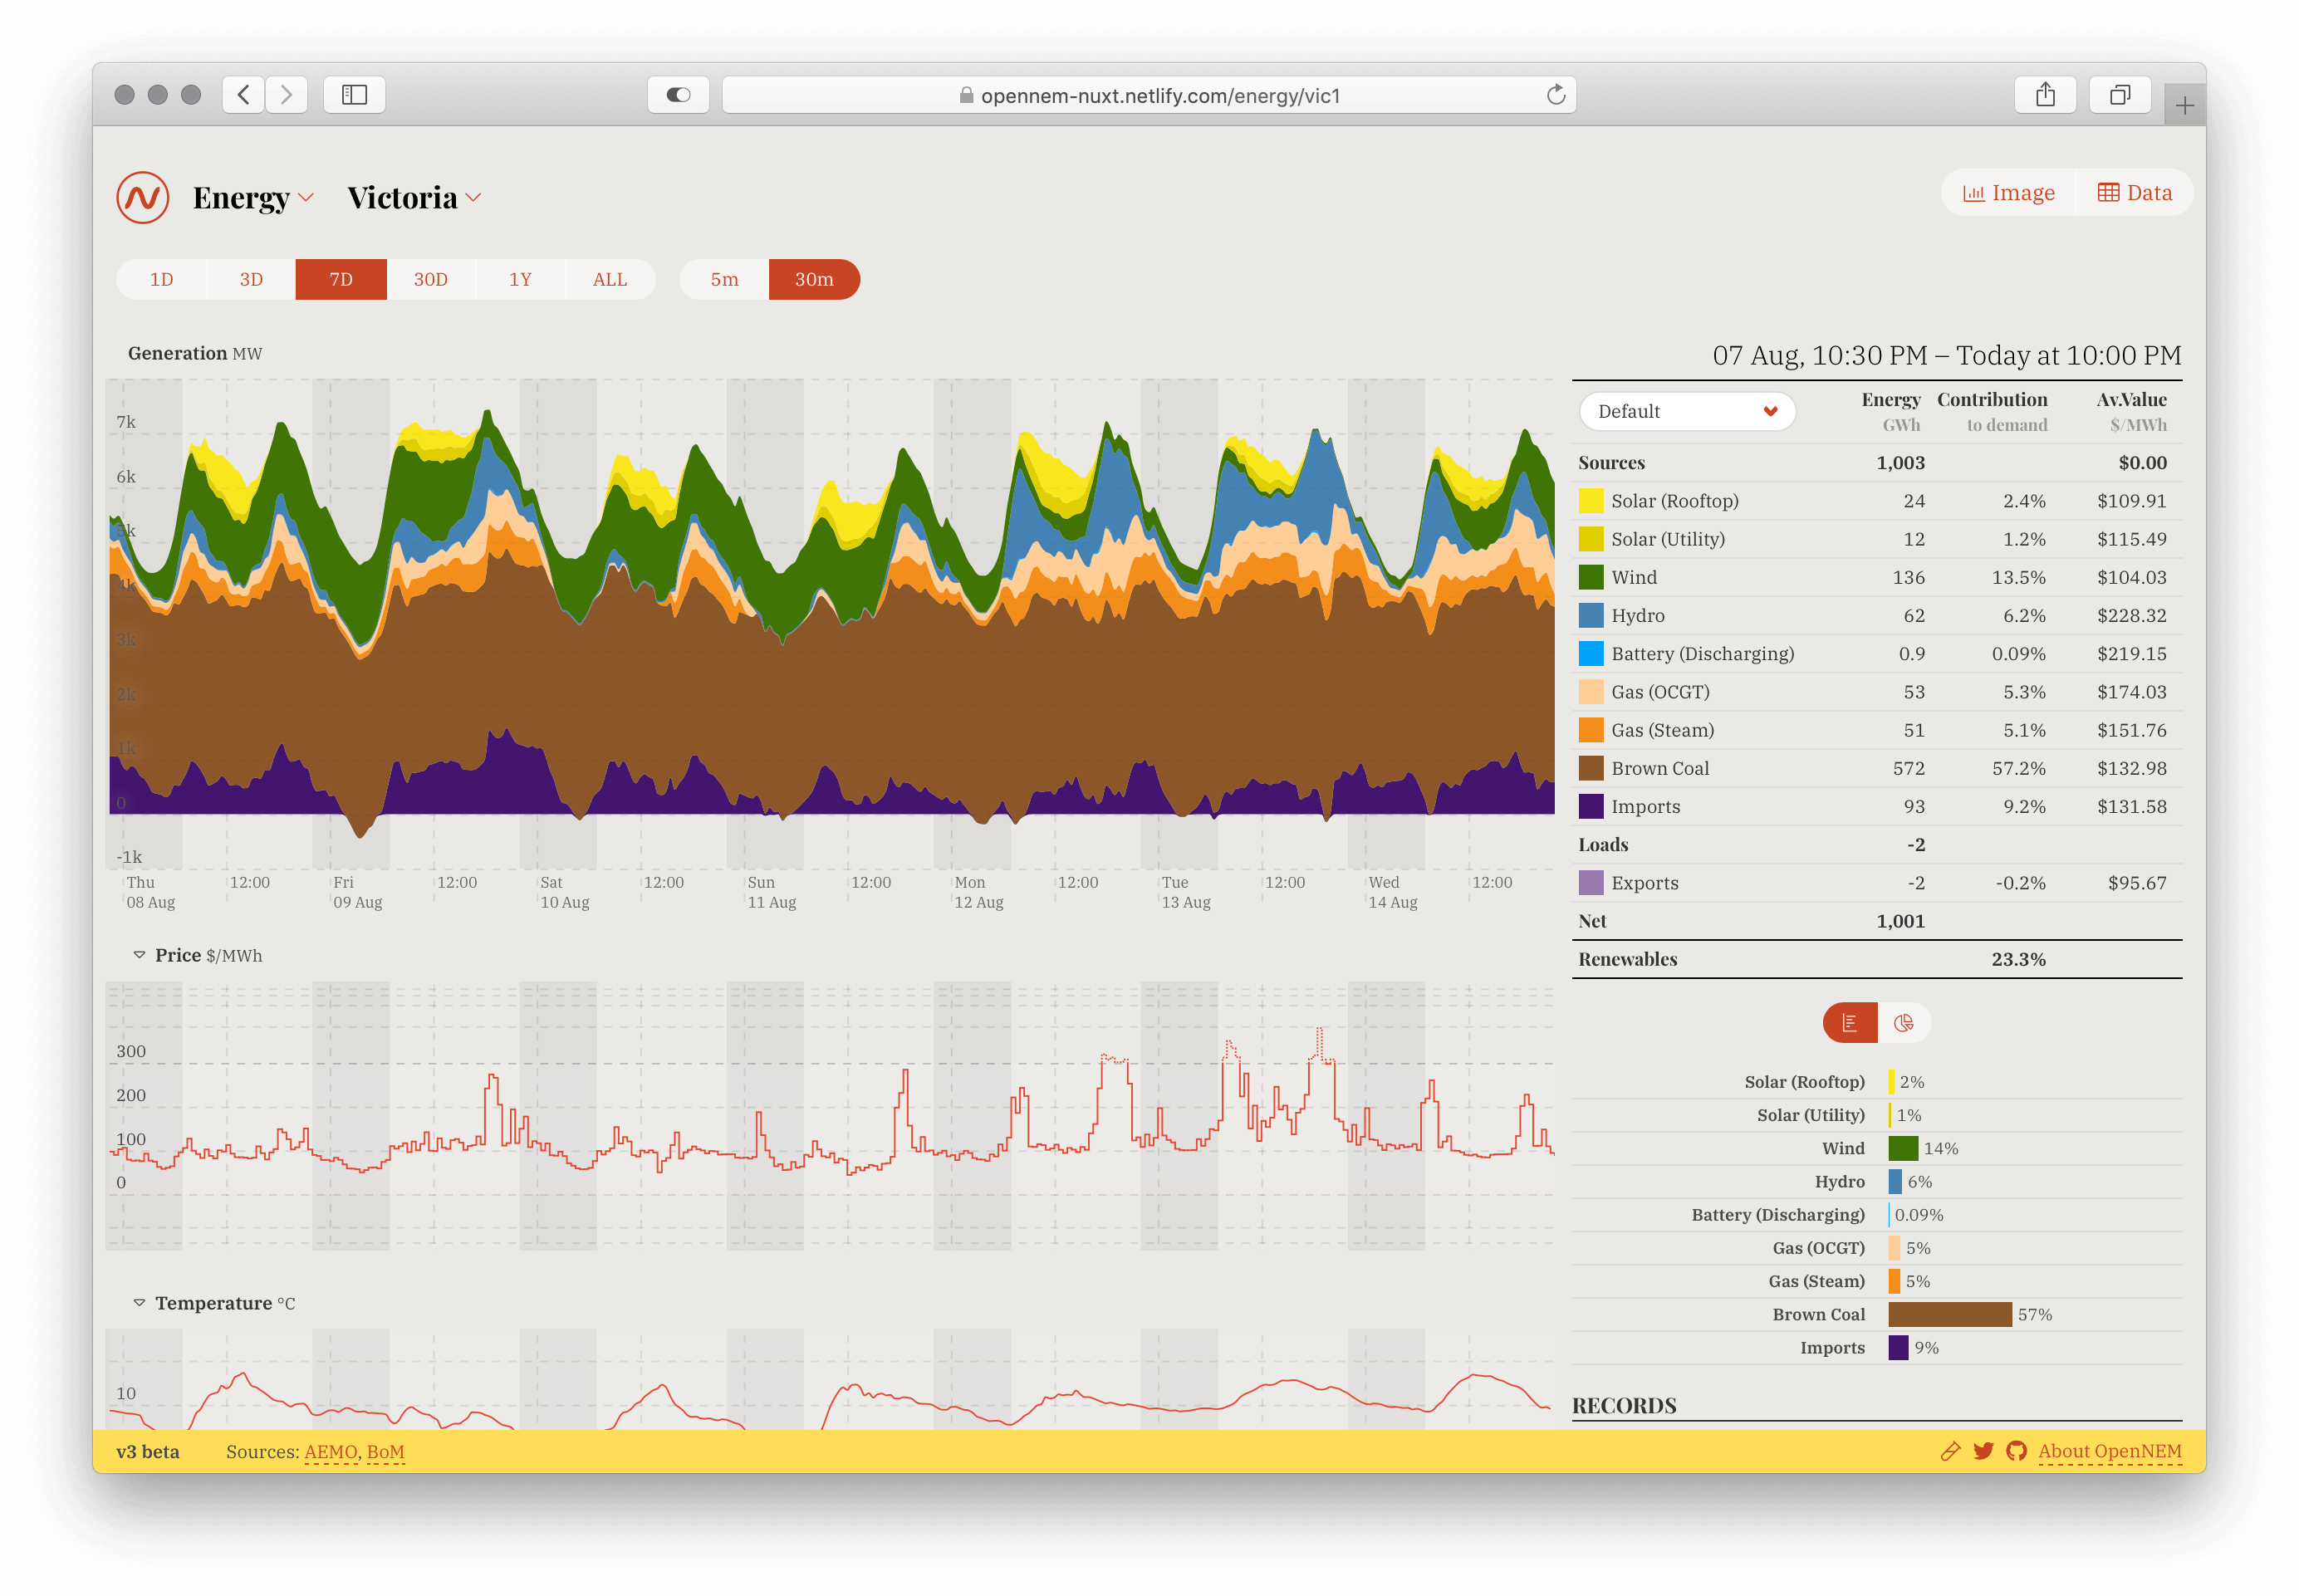 opennem-nuxt.netlify.com/energy/vic1
Energy Victoria
Image Data
1D 3D 7D 30D 1Y ALL 5m 30m
Generation MW
7k
6k
5k
4k
3k
2k
1k
0
-1k
Thu 12:00 Fri 12:00 Sat 12:00 Sun 12:00 Mon 12:00 Tue 12:00 Wed 12:00
08 Aug 09 Aug 10 Aug 11 Aug 12 Aug 13 Aug 14 Aug
Price $/MWh
300
200
100
0
Temperature °C
10
07 Aug, 10:30 PM – Today at 10:00 PM
Default Energy Contribution Av.Value
GWh to demand $/MWh
Sources 1,003 $0.00
Solar (Rooftop) 24 2.4% $109.91
Solar (Utility) 12 1.2% $115.49
Wind 136 13.5% $104.03
Hydro 62 6.2% $228.32
Battery (Discharging) 0.9 0.09% $219.15
Gas (OCGT) 53 5.3% $174.03
Gas (Steam) 51 5.1% $151.76
Brown Coal 572 57.2% $132.98
Imports 93 9.2% $131.58
Loads -2
Exports -2 -0.2% $95.67
Net 1,001
Renewables 23.3%
Solar (Rooftop) 2%
Solar (Utility) 1%
Wind 14%
Hydro 6%
Battery (Discharging) 0.09%
Gas (OCGT) 5%
Gas (Steam) 5%
Brown Coal 57%
Imports 9%
RECORDS
v3 beta Sources: AEMO, BoM About OpenNEM